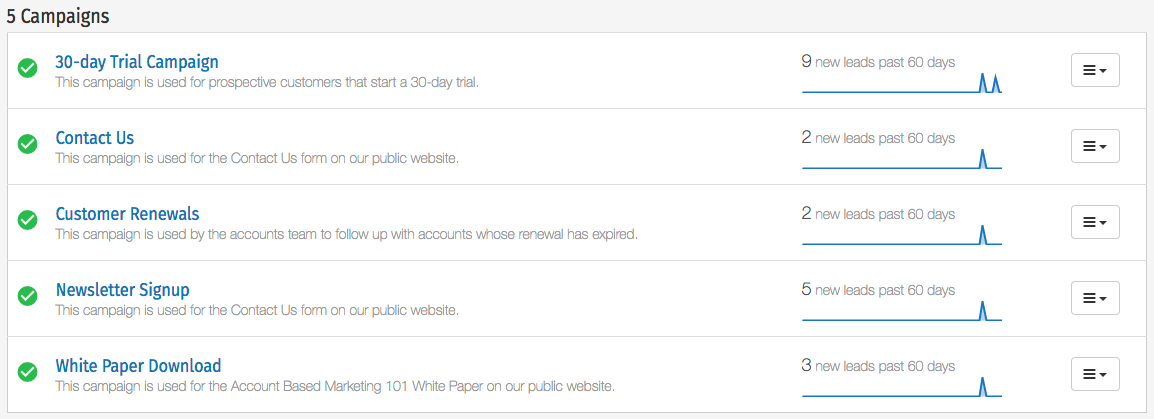 5 Campaigns
30-day Trial Campaign
9 new leads past 60 days
This campaign is used for prospective customers that start a 30-day trial.
Contact Us
2 new leads past 60 days
This campaign is used for the Contact Us form on our public website.
Customer Renewals
2 new leads past 60 days
This campaign is used by the accounts team to follow up with accounts whose renewal has expired.
Newsletter Signup
5 new leads past 60 days
This campaign is used for the Contact Us form on our public website.
White Paper Download
3 new leads past 60 days
This campaign is used for the Account Based Marketing 101 White Paper on our public website.